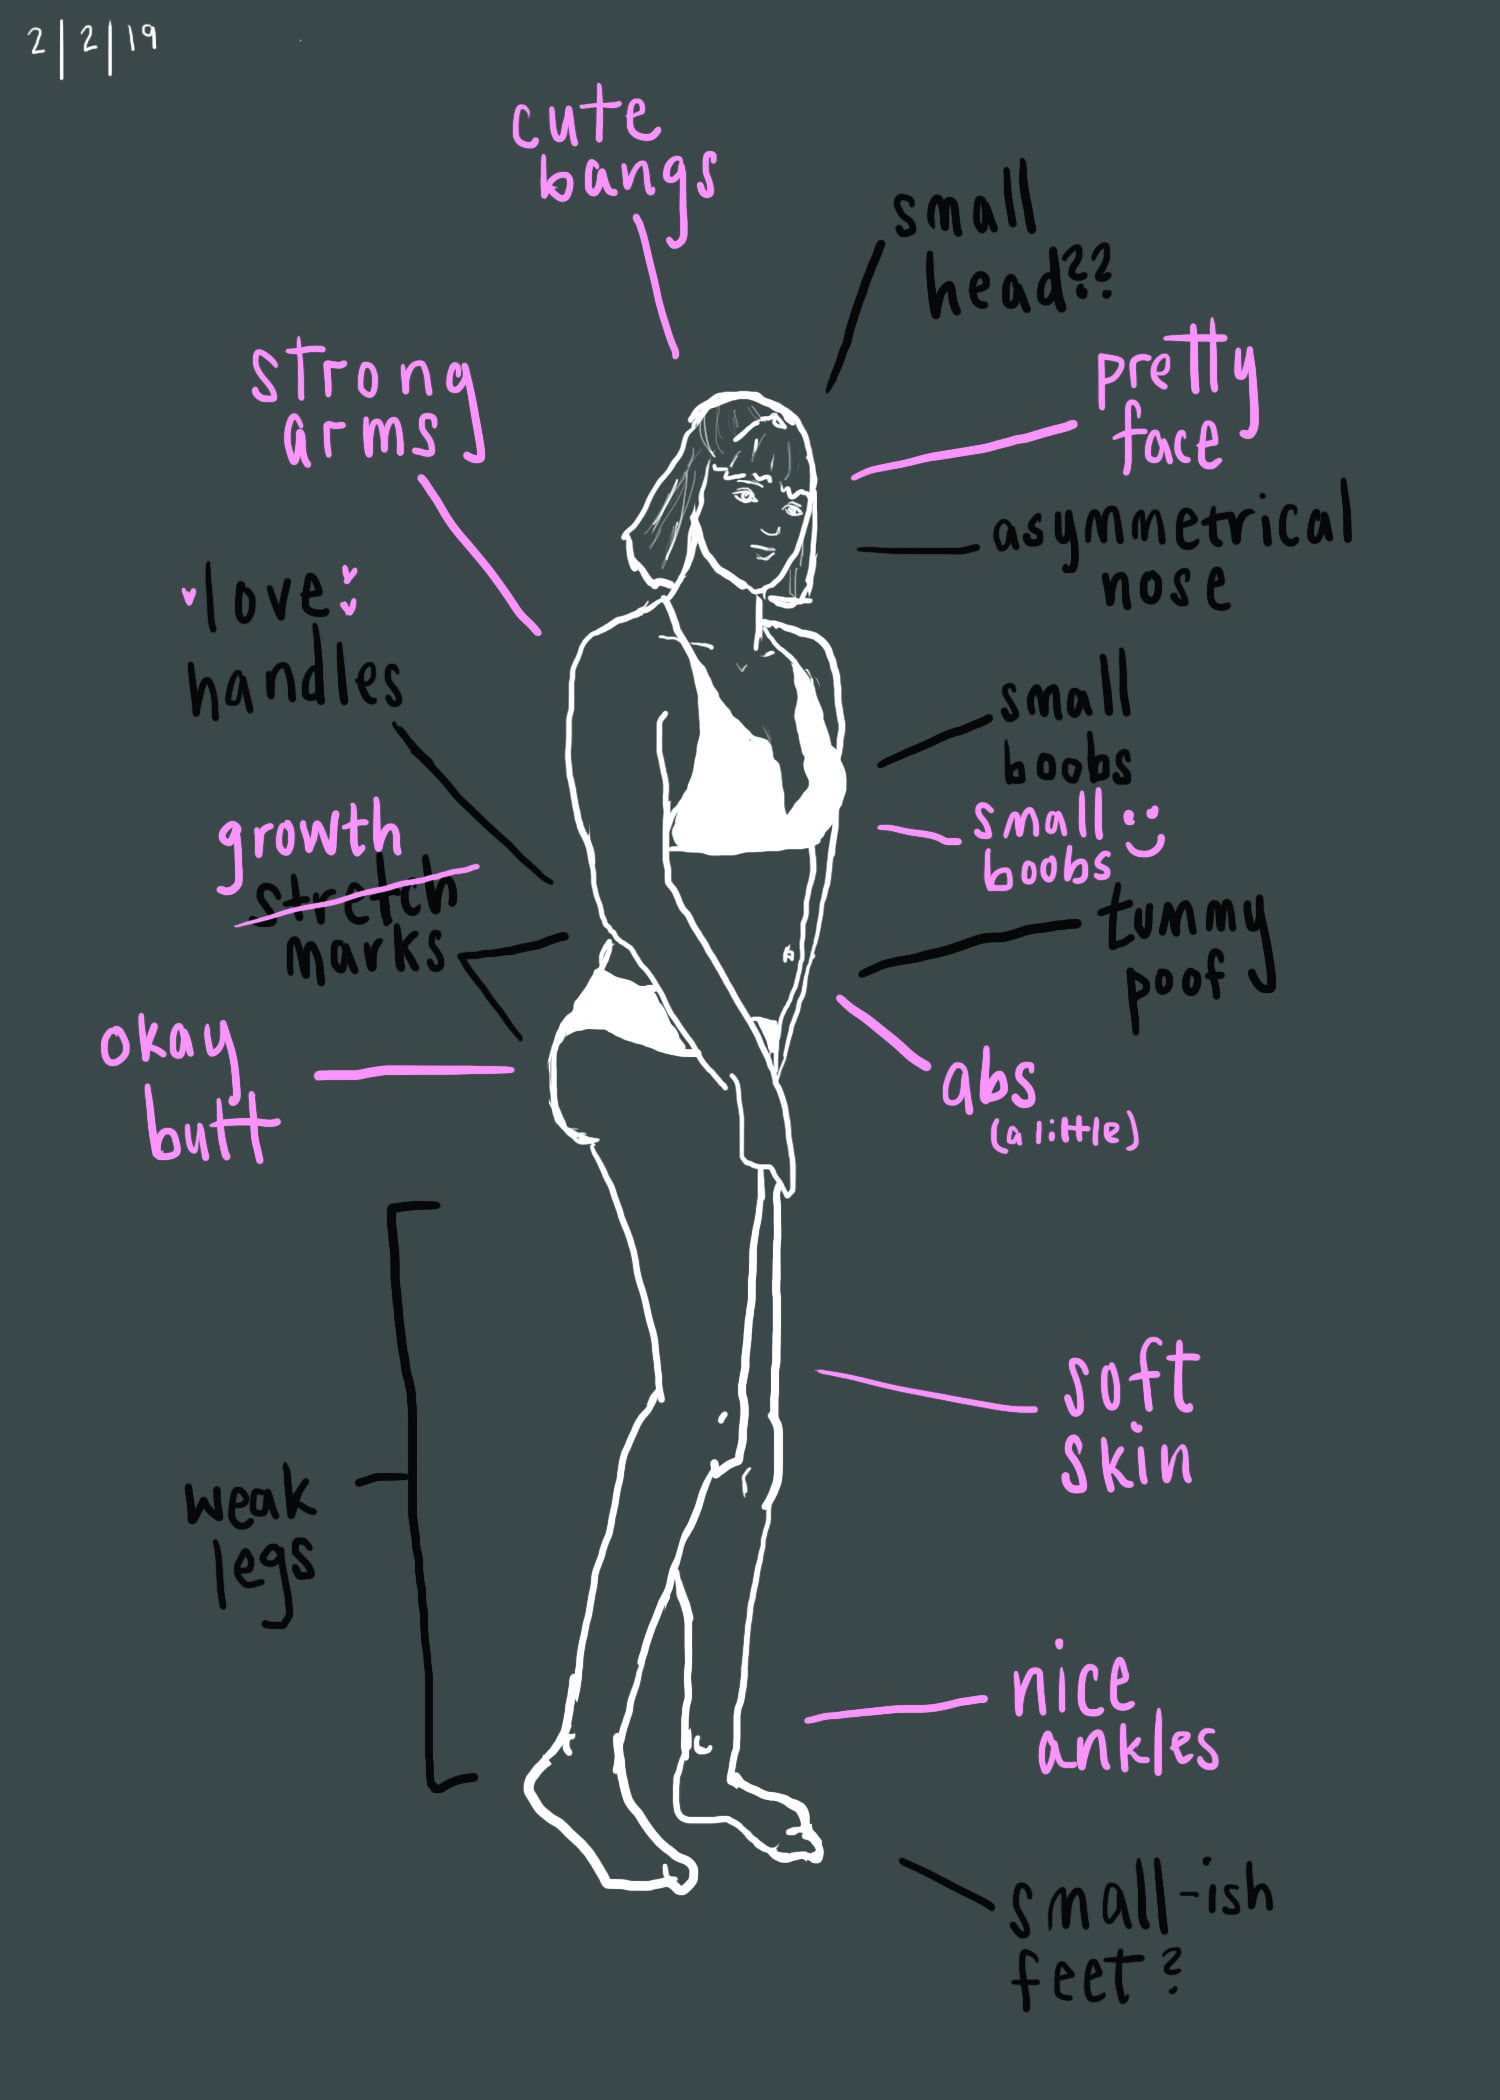 2|2|19
cute
bangs
small
head??
strong
arms
pretty
face
asymmetrical
nose
love
handles
small
boobs
small
boobs
growth
stretch
marks
tummy
poof
okay
butt
abs
(a little)
soft
skin
weak
legs
nice
ankles
small-ish
feet?